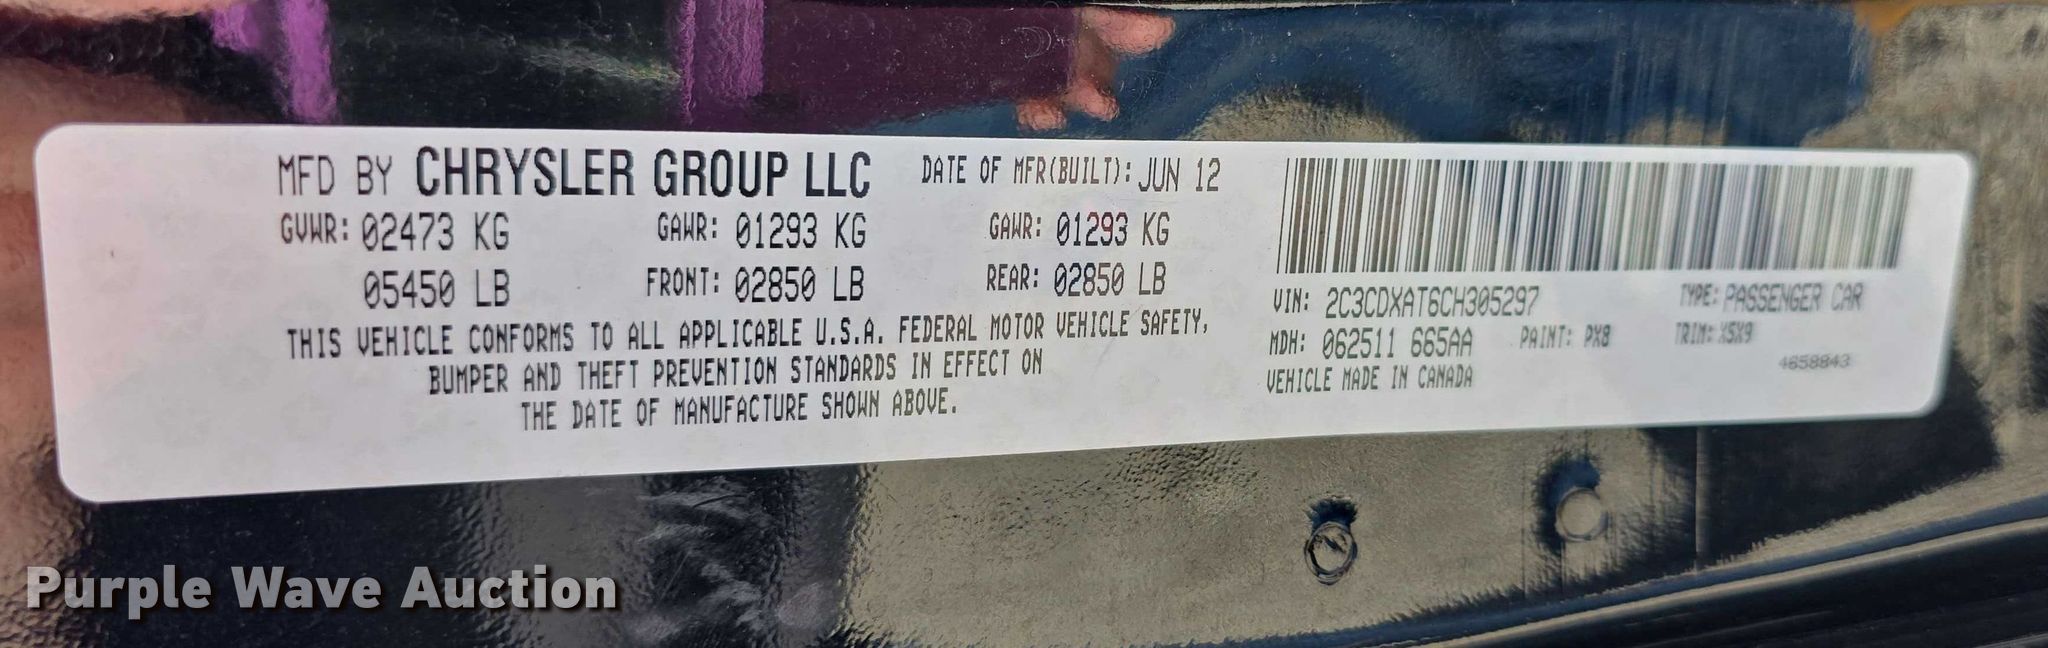 MFD BY CHRYSLER GROUP LLC DATE OF MFR(BUILT): JUN 12
GVWR: 02473 KG GAWR: 01293 KG GAWR: 01293 KG
05450 LB FRONT: 02850 LB REAR: 02850 LB
THIS VEHICLE CONFORMS TO ALL APPLICABLE U.S.A. FEDERAL MOTOR VEHICLE SAFETY,
BUMPER AND THEFT PREVENTION STANDARDS IN EFFECT ON
THE DATE OF MANUFACTURE SHOWN ABOVE.
VIN: 2C3CDXAT6CH305297 TYPE: PASSENGER CAR
MDH: 062511 665AA PAINT: PX8 TRIM: X5X9
VEHICLE MADE IN CANADA 4658843
Purple Wave Auction